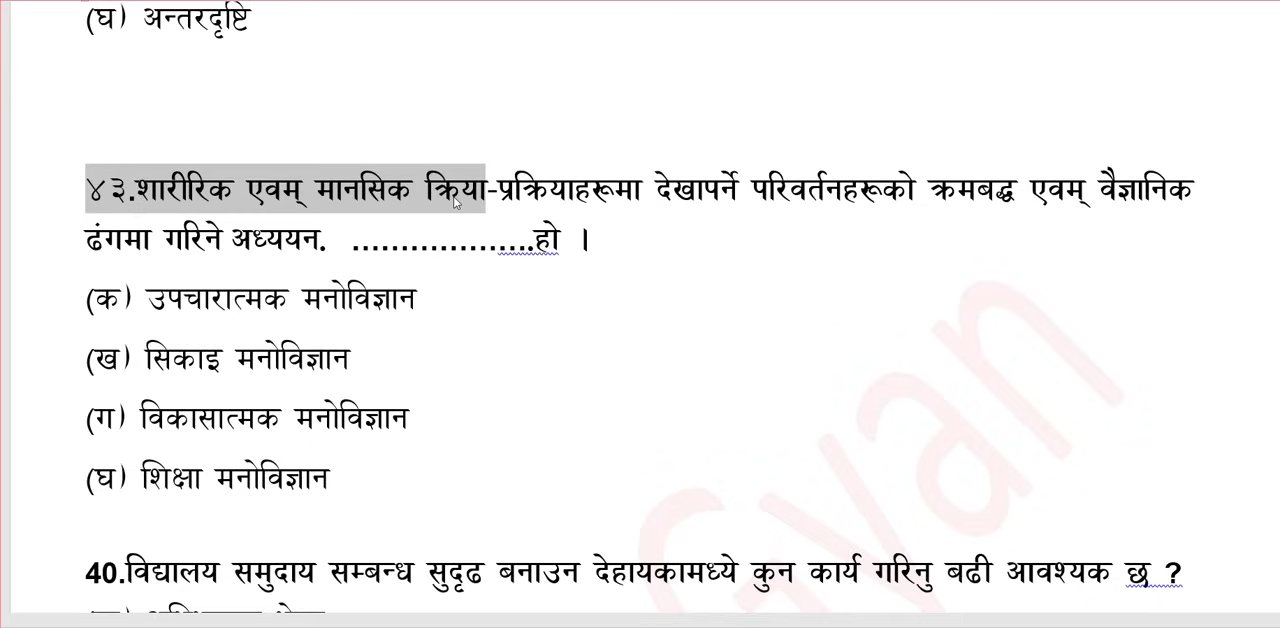 (घ) अन्तरदृष्टि
४३.शारीरिक एवम् मानसिक क्रिया-प्रक्रियाहरूमा देखापर्ने परिवर्तनहरूको क्रमबद्ध एवम् वैज्ञानिक
ढंगमा गरिने अध्ययन. ...................हो ।
(क) उपचारात्मक मनोविज्ञान
(ख) सिकाइ मनोविज्ञान
(ग) विकासात्मक मनोविज्ञान
(घ) शिक्षा मनोविज्ञान
40.विद्यालय समुदाय सम्बन्ध सुदृढ बनाउन देहायकामध्ये कुन कार्य गरिनु बढी आवश्यक छ ?
Gyan